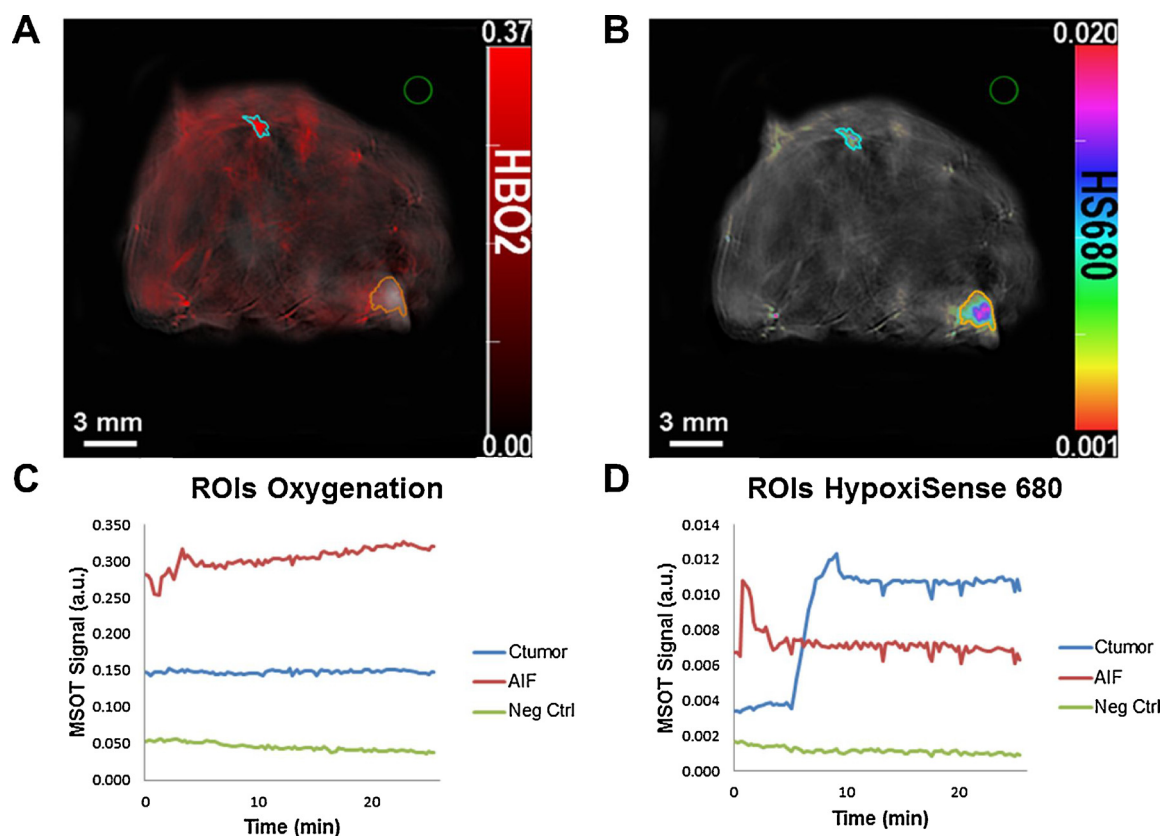 A
0.37
HBO2
0.00
3 mm
B
0.020
HS680
0.001
3 mm
C
ROIs Oxygenation
MSOT Signal (a.u.)
0.350
0.300
0.250
0.200
0.150
0.100
0.050
0.000
0
10
20
Time (min)
Ctumor
AIF
Neg Ctrl
D
ROIs HypoxiSense 680
MSOT Signal (a.u.)
0.014
0.012
0.010
0.008
0.006
0.004
0.002
0.000
0
10
20
Time (min)
Ctumor
AIF
Neg Ctrl